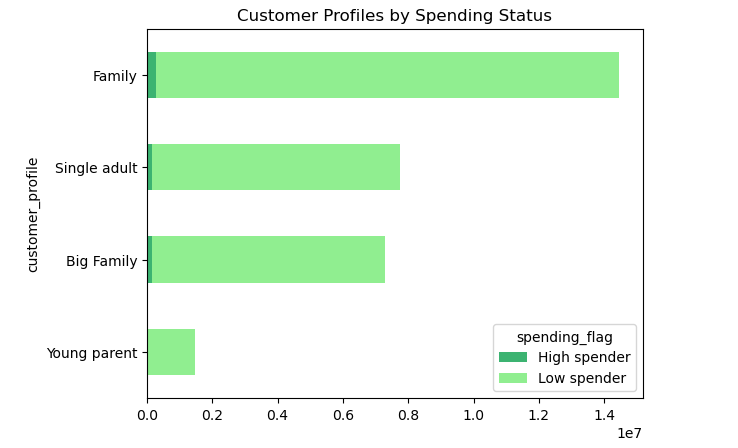 Customer Profiles by Spending Status
customer_profile
Family
Single adult
Big Family
Young parent
spending_flag
High spender
Low spender
0.0 0.2 0.4 0.6 0.8 1.0 1.2 1.4
1e7